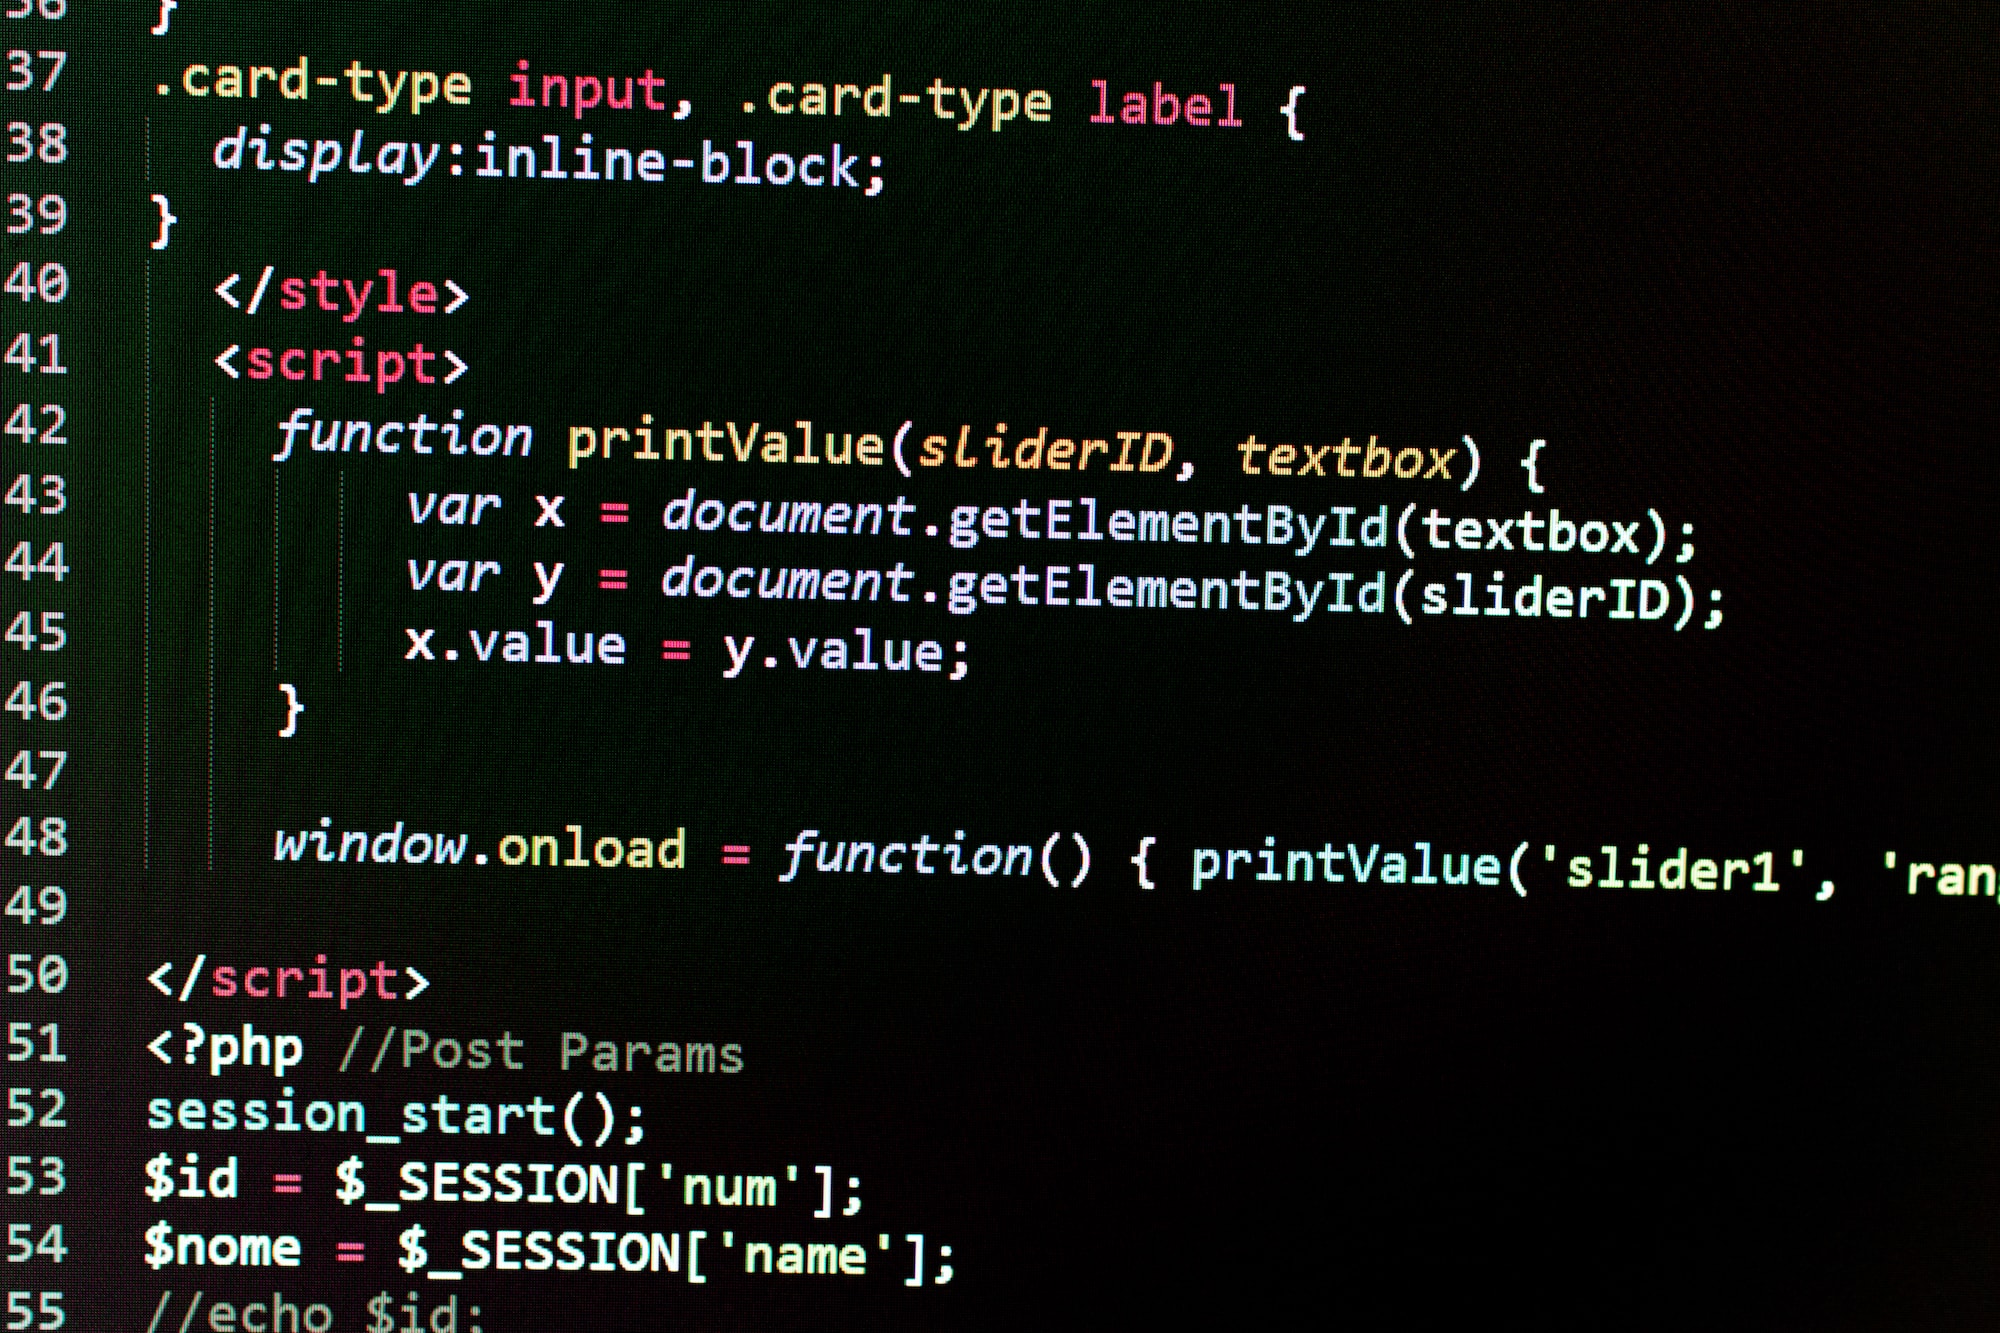 36 }
37 .card-type input, .card-type label {
38 display:inline-block;
39 }
40 </style>
41 <script>
42 function printValue(sliderID, textbox) {
43 var x = document.getElementById(textbox);
44 var y = document.getElementById(sliderID);
45 x.value = y.value;
46 }
47
48 window.onload = function() { printValue('slider1', 'ran
49
50 </script>
51 <?php //Post Params
52 session_start();
53 $id = $_SESSION['num'];
54 $nome = $_SESSION['name'];
55 //echo $id;